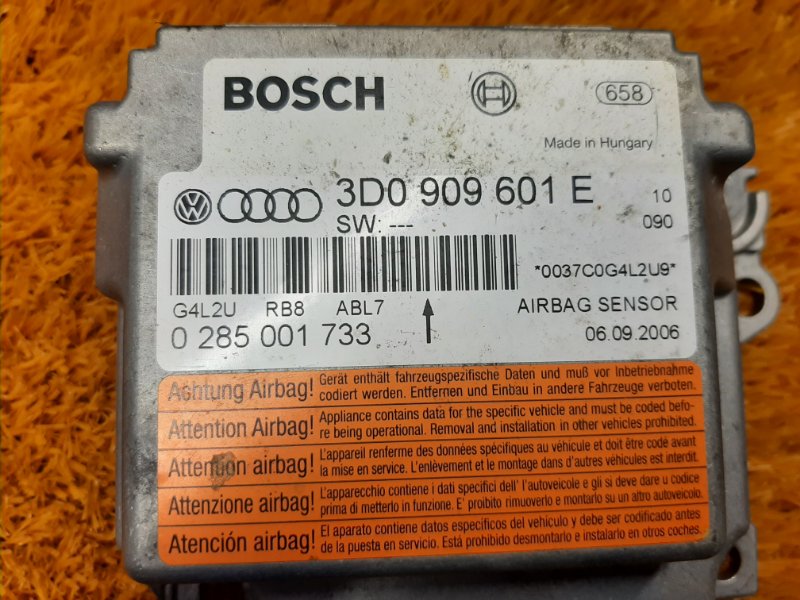 BOSCH
658
Made in Hungary
3D0 909 601 E 10
SW: --- 090
*0037C0G4L2U9*
G4L2U RB8 ABL7 AIRBAG SENSOR
0 285 001 733 06.09.2006
Achtung Airbag! Gerät enthält fahrzeugspezifische Daten und muß vor Inbetriebnahme
codiert werden. Entfernen und Einbau in andere Fahrzeuge verboten.
Attention Airbag! Appliance contains data for the specific vehicle and must be coded befo-
re being operational. Removal and installation in other vehicles prohibited.
Attention airbag! L'appareil renferme des données spécifiques au véhicule et doit être codé avant
la mise en service. L'enlèvement et le montage dans d'autres véhicules est interdit.
Attenzione airbag! L'apparecchio contiene i dati specifici dell' l'autoveicolo e gli si deve dare u codice
prima di metterlo in funzione. E' proibito rimuoverlo e montarlo su un altro autoveicolo.
Atención airbag! El aparato contiene datos especificos del vehiculo y debe ser codificado antes
de la puesta en servicio. Está prohibido desmontarlo e instalarlo en otros coches.